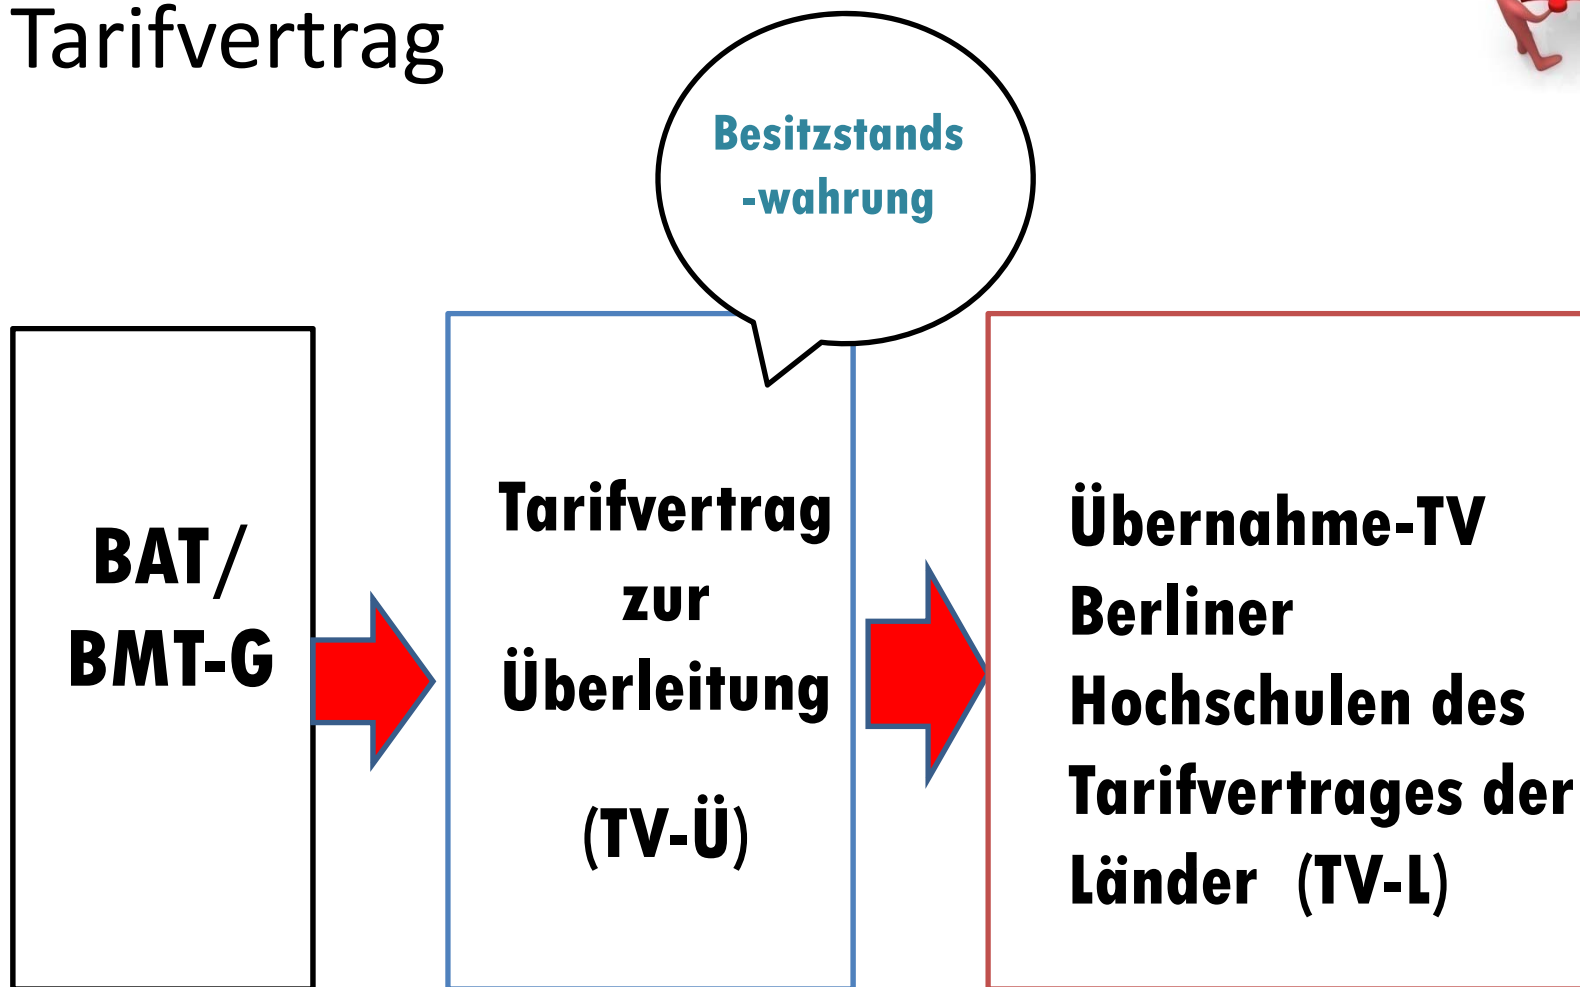 Tarifvertrag
Besitzstands
-wahrung
BAT/
BMT-G
Tarifvertrag
zur
Überleitung
(TV-Ü)
Übernahme-TV
Berliner
Hochschulen des
Tarifvertrages der
Länder (TV-L)